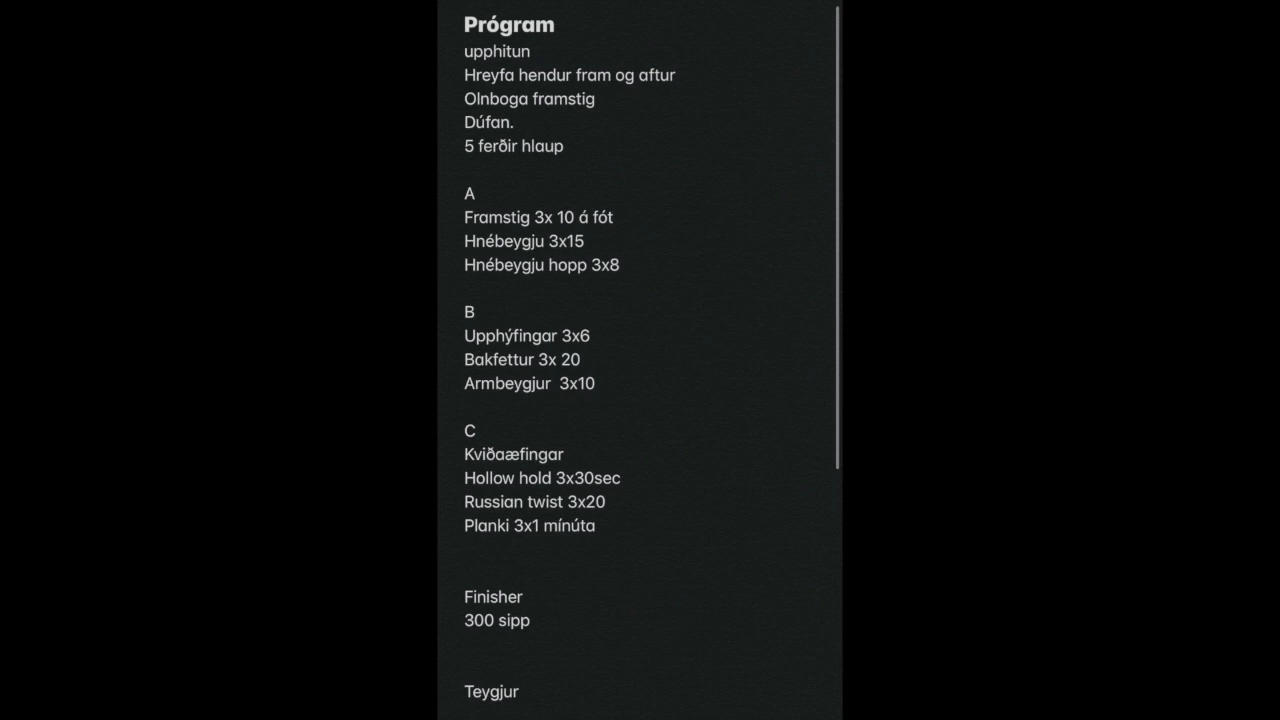 Prógram
upphitun
Hreyfa hendur fram og aftur
Olnboga framstig
Dúfan.
5 ferðir hlaup
A
Framstig 3x 10 á fót
Hnébeygju 3x15
Hnébeygju hopp 3x8
B
Upphýfingar 3x6
Bakfettur 3x 20
Armbeygjur  3x10
C
Kviðaæfingar
Hollow hold 3x30sec
Russian twist 3x20
Planki 3x1 mínúta
Finisher
300 sipp
Teygjur